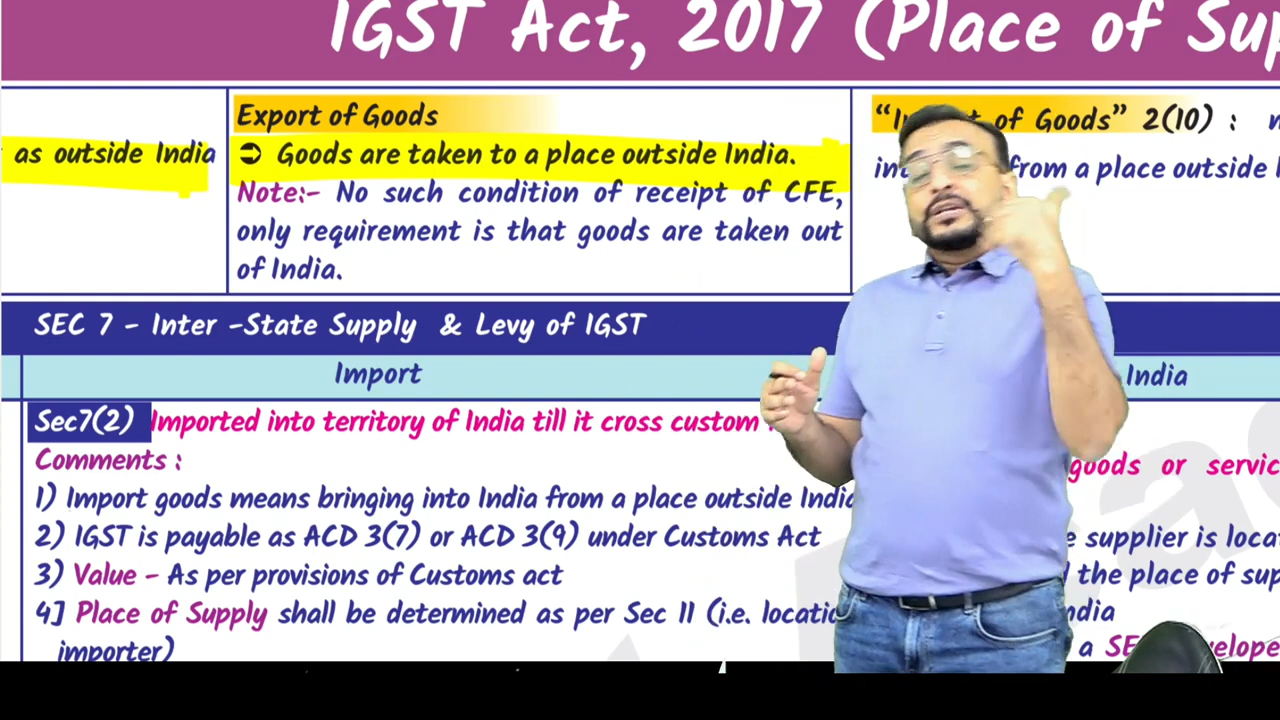 IGST Act, 2017 (Place of Sup
as outside India
Export of Goods
➲ Goods are taken to a place outside India.
Note:- No such condition of receipt of CFE,
only requirement is that goods are taken out
of India.
of Goods” 2(10) :
from a place outside
SEC 7 - Inter -State Supply & Levy of IGST
Import
India
Sec7(2) Imported into territory of India till it cross custom
Comments :
1) Import goods means bringing into India from a place outside India
2) IGST is payable as ACD 3(7) or ACD 3(9) under Customs Act
3) Value - As per provisions of Customs act
4] Place of Supply shall be determined as per Sec 11 (i.e. locatio
importer)
goods or servic
supplier is locat
the place of sup
ndia
a